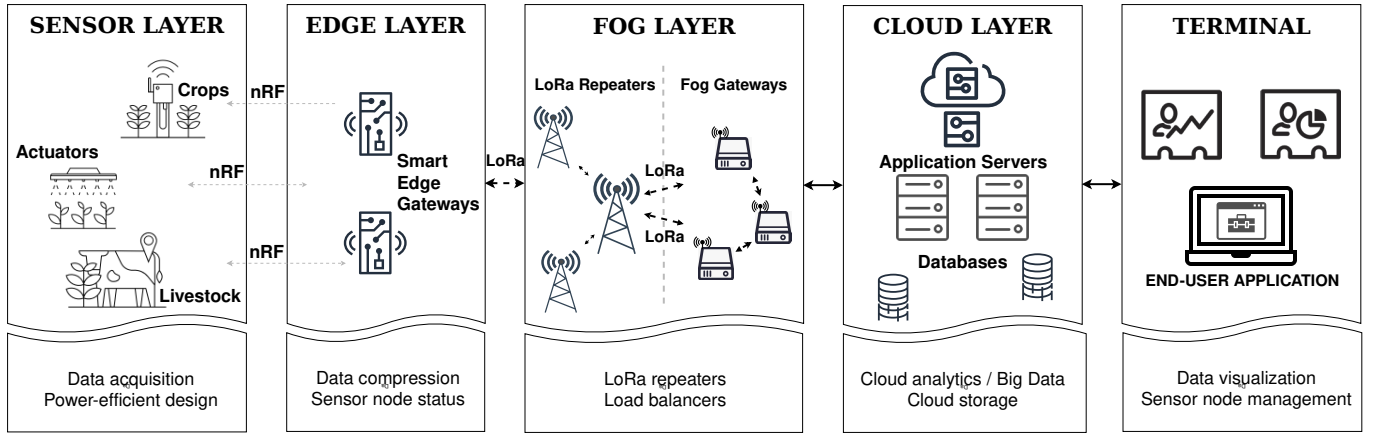 SENSOR LAYER
Crops
nRF
Actuators
nRF
nRF
Livestock
Data acquisition
Power-efficient design
EDGE LAYER
Smart
Edge
Gateways
LoRa
Data compression
Sensor node status
FOG LAYER
LoRa Repeaters
Fog Gateways
LoRa
LoRa
LoRa repeaters
Load balancers
CLOUD LAYER
Application Servers
Databases
Cloud analytics / Big Data
Cloud storage
TERMINAL
END-USER APPLICATION
Data visualization
Sensor node management